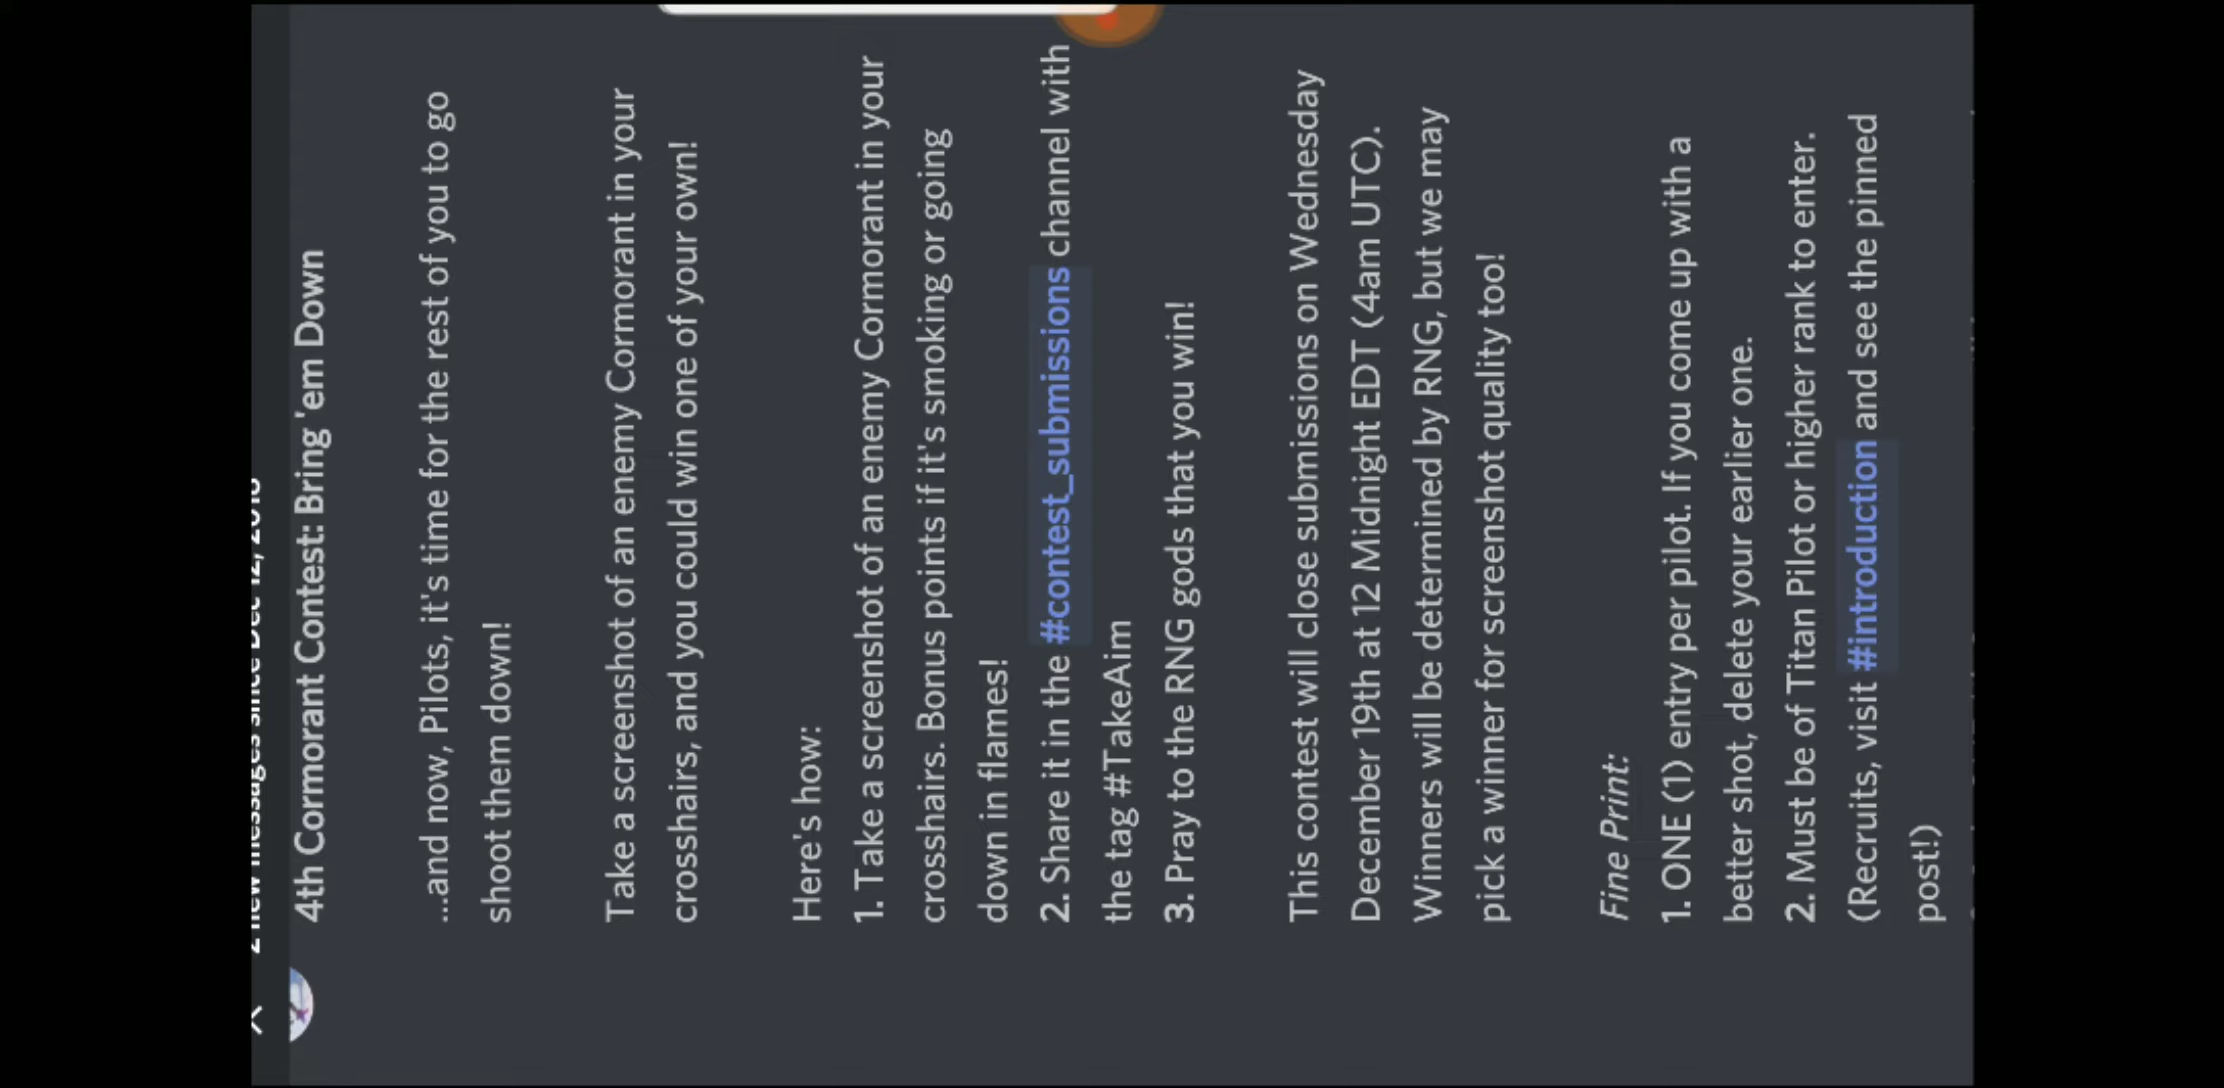 2 new messages since Dec 12, 2018
4th Cormorant Contest: Bring 'em Down
...and now, Pilots, it's time for the rest of you to go
shoot them down!
Take a screenshot of an enemy Cormorant in your
crosshairs, and you could win one of your own!
Here's how:
1. Take a screenshot of an enemy Cormorant in your
crosshairs. Bonus points if it's smoking or going
down in flames!
2. Share it in the #contest_submissions channel with
the tag #TakeAim
3. Pray to the RNG gods that you win!
This contest will close submissions on Wednesday
December 19th at 12 Midnight EDT (4am UTC).
Winners will be determined by RNG, but we may
pick a winner for screenshot quality too!
Fine Print:
1. ONE (1) entry per pilot. If you come up with a
better shot, delete your earlier one.
2. Must be of Titan Pilot or higher rank to enter.
(Recruits, visit #introduction and see the pinned
post!)